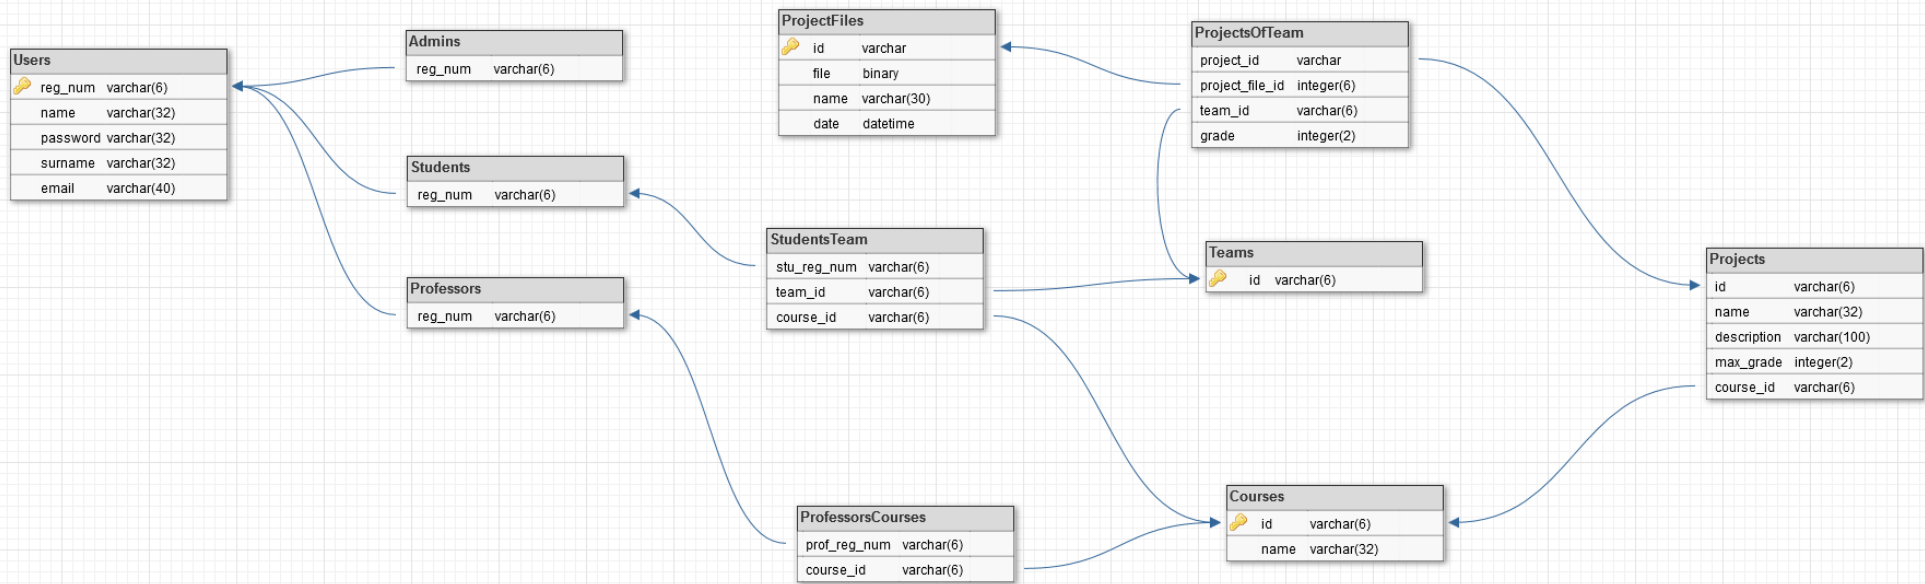 Users
reg_num varchar(6)
name varchar(32)
password varchar(32)
surname varchar(32)
email varchar(40)
Admins
reg_num varchar(6)
Students
reg_num varchar(6)
Professors
reg_num varchar(6)
ProjectFiles
id varchar
file binary
name varchar(30)
date datetime
StudentsTeam
stu_reg_num varchar(6)
team_id varchar(6)
course_id varchar(6)
ProfessorsCourses
prof_reg_num varchar(6)
course_id varchar(6)
ProjectsOfTeam
project_id varchar
project_file_id integer(6)
team_id varchar(6)
grade integer(2)
Teams
id varchar(6)
Courses
id varchar(6)
name varchar(32)
Projects
id varchar(6)
name varchar(32)
description varchar(100)
max_grade integer(2)
course_id varchar(6)